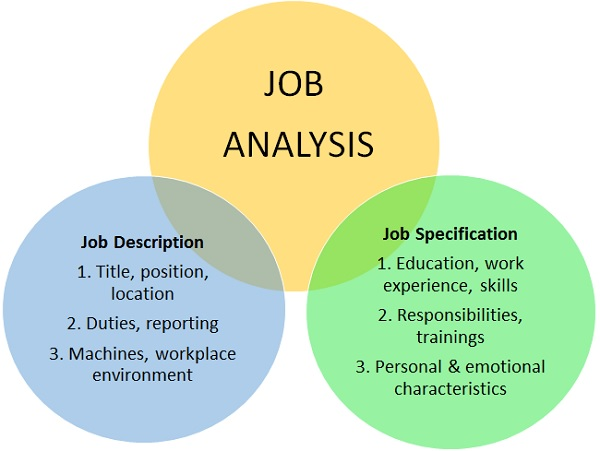 JOB
ANALYSIS
Job Description
1. Title, position,
location
2. Duties, reporting
3. Machines, workplace
environment
Job Specification
1. Education, work
experience, skills
2. Responsibilities,
trainings
3. Personal & emotional
characteristics